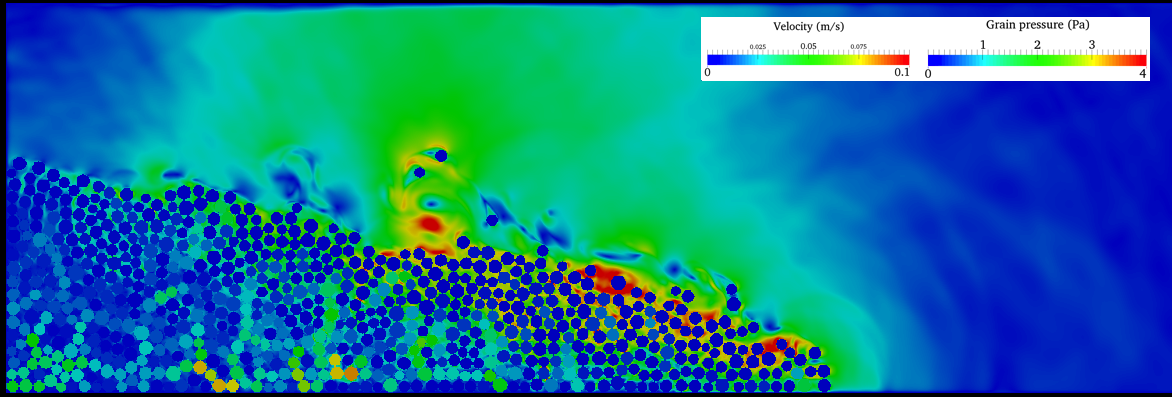 Velocity (m/s)
0.025 0.05 0.075
0 0.1
Grain pressure (Pa)
1 2 3
0 4